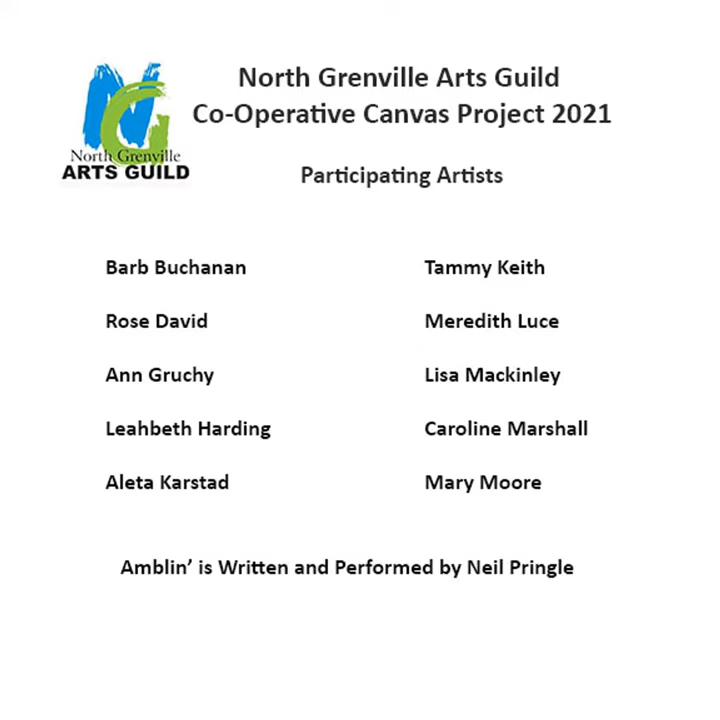 North Grenville Arts Guild
Co-Operative Canvas Project 2021
NG
North Grenville
ARTS GUILD
Participating Artists
Barb Buchanan
Rose David
Ann Gruchy
Leahbeth Harding
Aleta Karstad
Tammy Keith
Meredith Luce
Lisa Mackinley
Caroline Marshall
Mary Moore
Amblin’ is Written and Performed by Neil Pringle